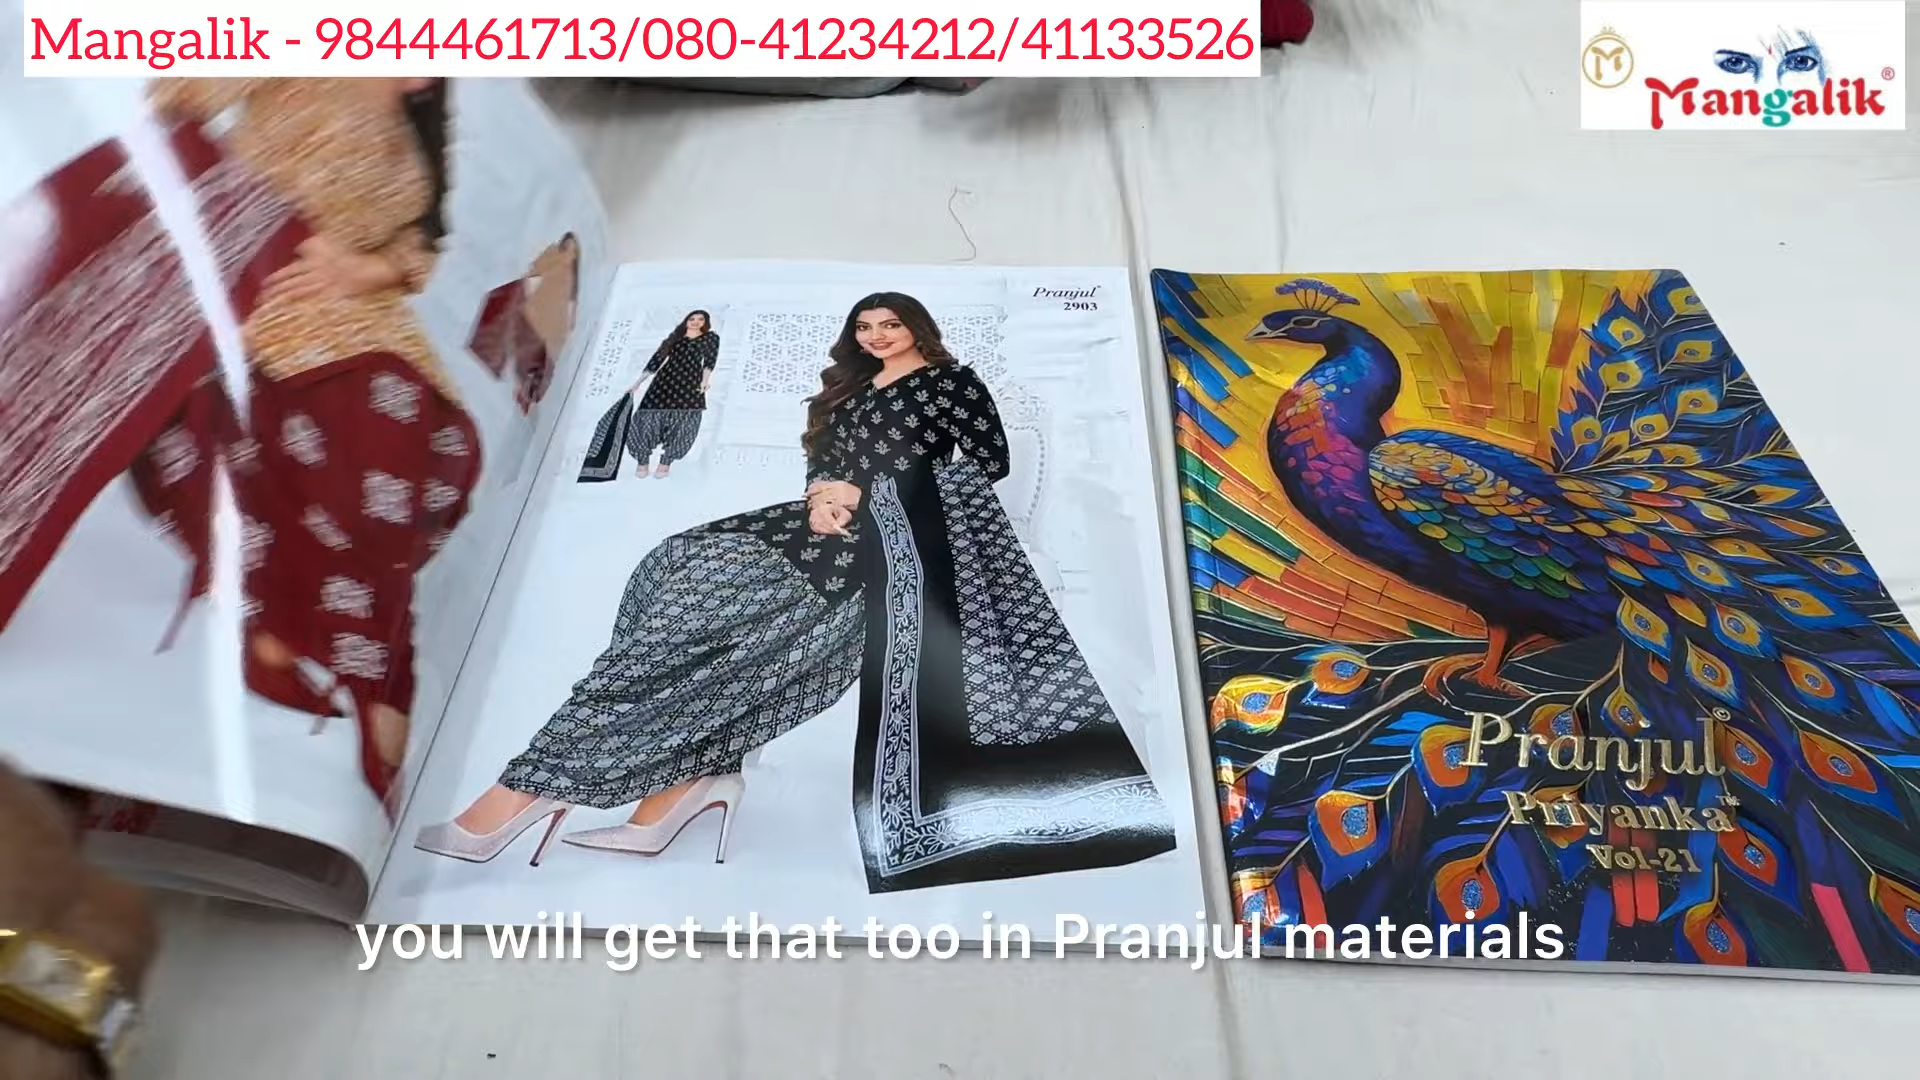 Mangalik - 9844461713/080-41234212/41133526
M
Mangalik®
Pranjul
2903
Pranjul©
Priyanka™
Vol-21
you will get that too in Pranjul materials